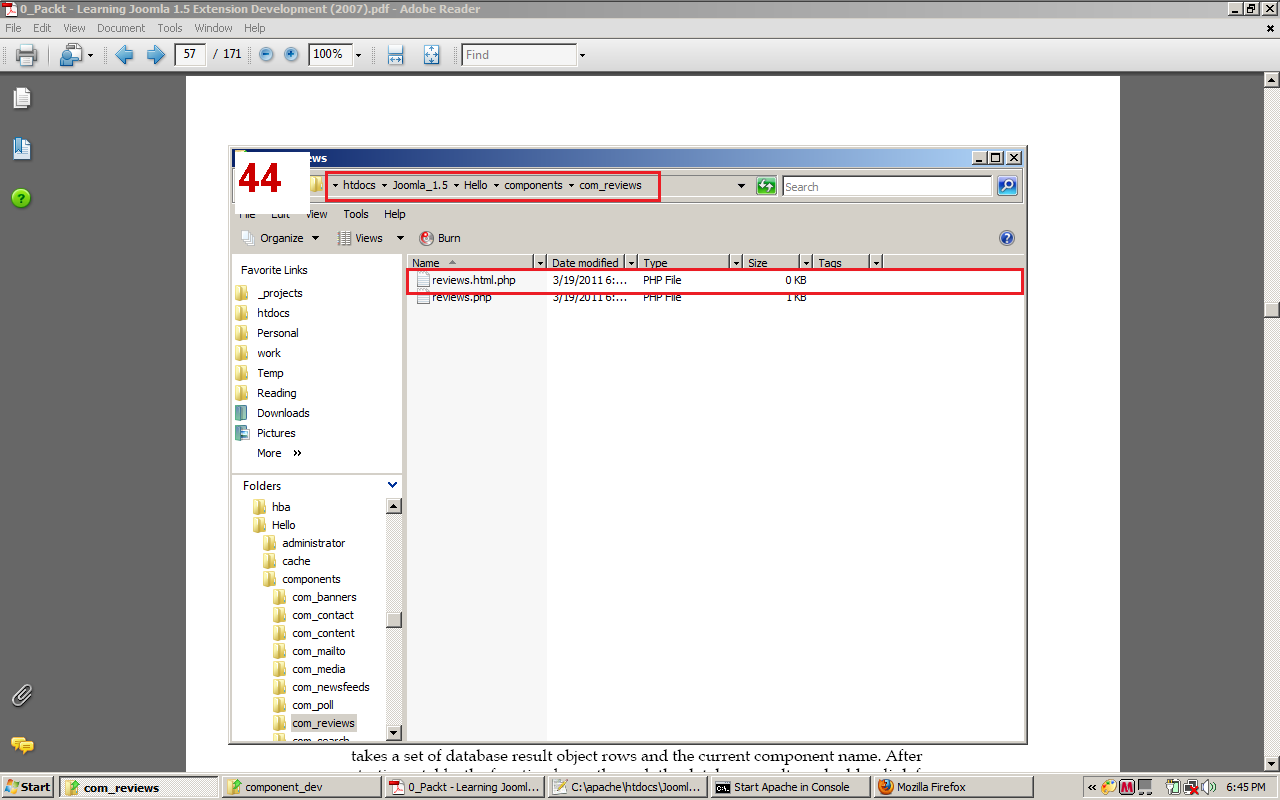 0_Packt - Learning Joomla 1.5 Extension Development (2007).pdf - Adobe Reader
File Edit View Document Tools Window Help
57 / 171 100% Find
44
htdocs Joomla_1.5 Hello components com_reviews Search
File Edit View Tools Help
Organize Views Burn
Favorite Links
_projects
htdocs
Personal
work
Temp
Reading
Downloads
Pictures
More »
Folders
hba
Hello
administrator
cache
components
com_banners
com_contact
com_content
com_mailto
com_media
com_newsfeeds
com_poll
com_reviews
com_search
Name Date modified Type Size Tags
reviews.html.php 3/19/2011 6:... PHP File 0 KB
reviews.php 3/19/2011 6:... PHP File 1 KB
takes a set of database result object rows and the current component name. After
Start com_reviews component_dev 0_Packt - Learning Jooml... C:\apache\htdocs\Jooml... Start Apache in Console Mozilla Firefox « 6:45 PM